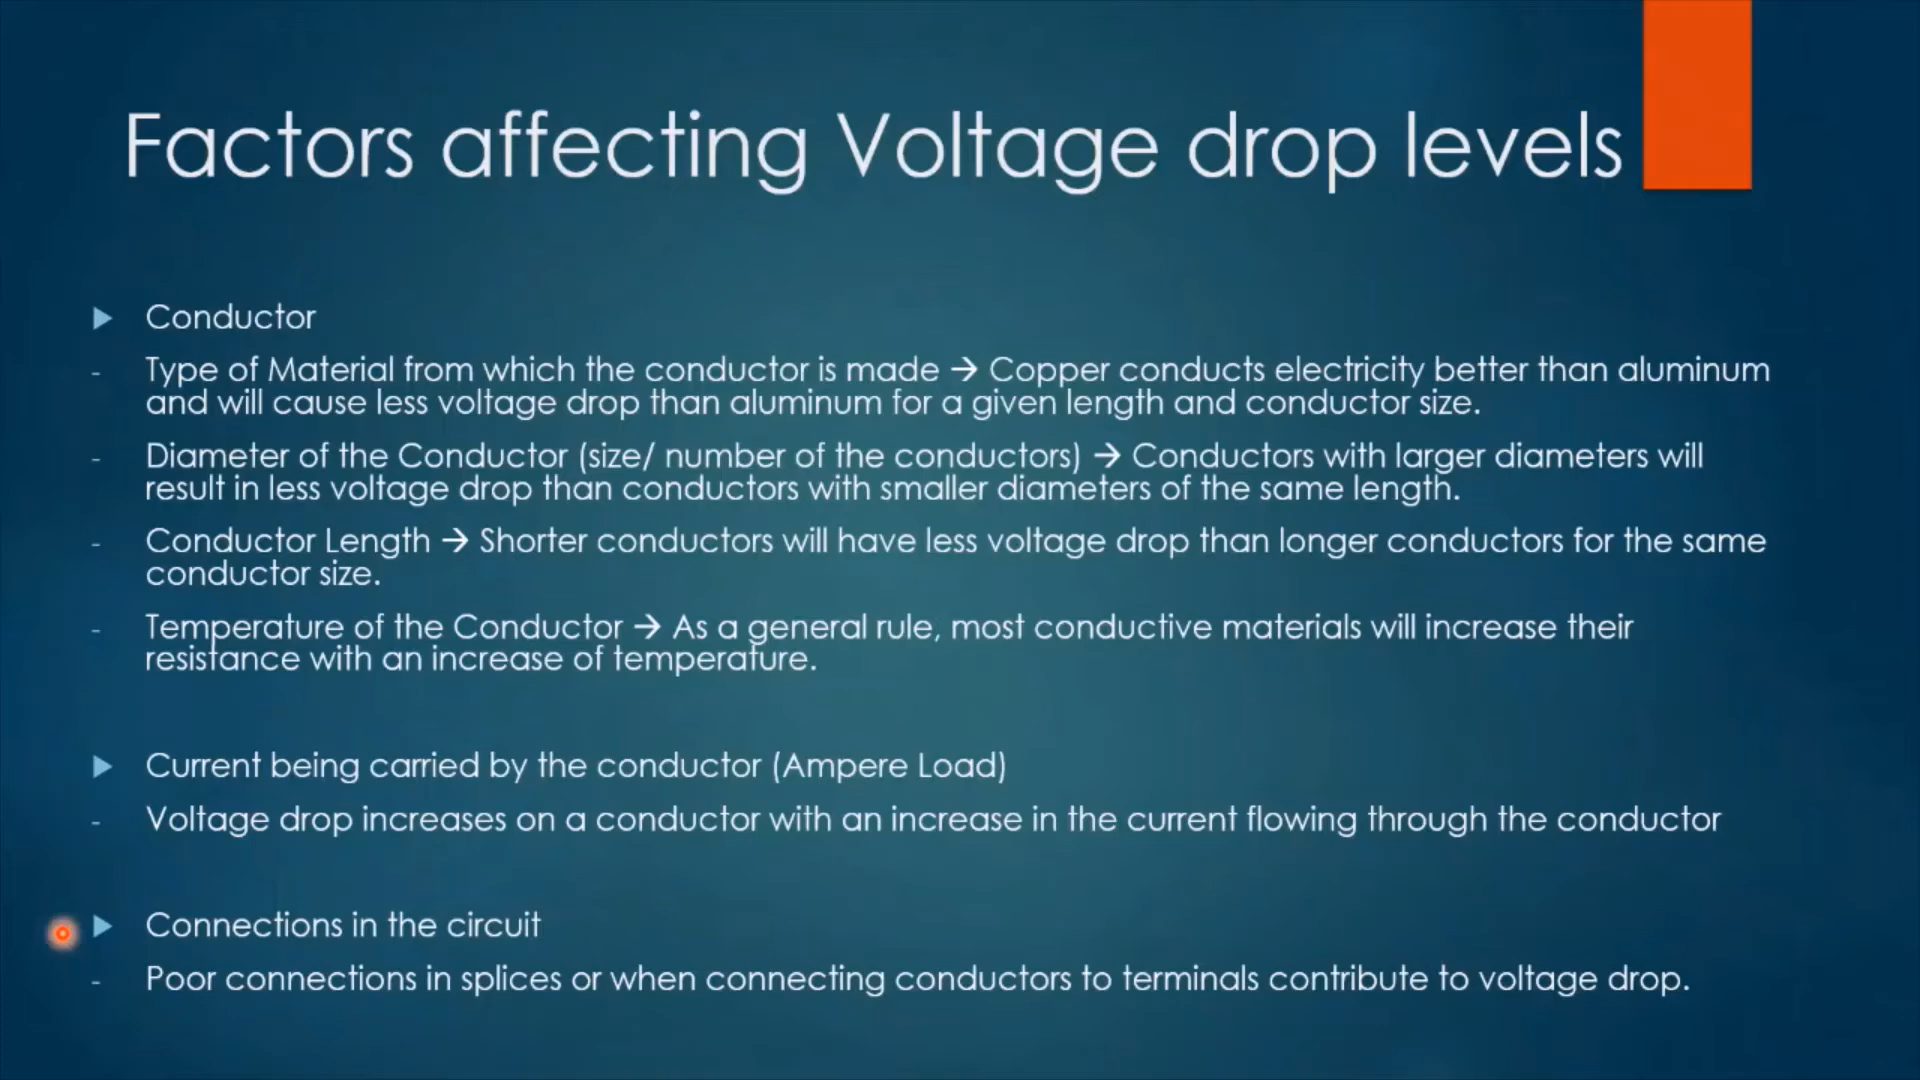 Factors affecting Voltage drop levels
Conductor
- Type of Material from which the conductor is made → Copper conducts electricity better than aluminum
and will cause less voltage drop than aluminum for a given length and conductor size.
- Diameter of the Conductor (size/ number of the conductors) → Conductors with larger diameters will
result in less voltage drop than conductors with smaller diameters of the same length.
- Conductor Length → Shorter conductors will have less voltage drop than longer conductors for the same
conductor size.
- Temperature of the Conductor → As a general rule, most conductive materials will increase their
resistance with an increase of temperature.
Current being carried by the conductor (Ampere Load)
- Voltage drop increases on a conductor with an increase in the current flowing through the conductor
Connections in the circuit
- Poor connections in splices or when connecting conductors to terminals contribute to voltage drop.